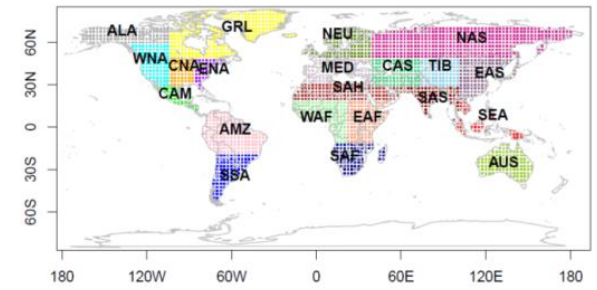 ALA GRL NEU NAS
WNA CNA ENA MED CAS TIB EAS
CAM SAH SAS
WAF EAF SEA
AMZ
SSA SAF AUS
60N
30N
0
30S
60S
180 120W 60W 0 60E 120E 180